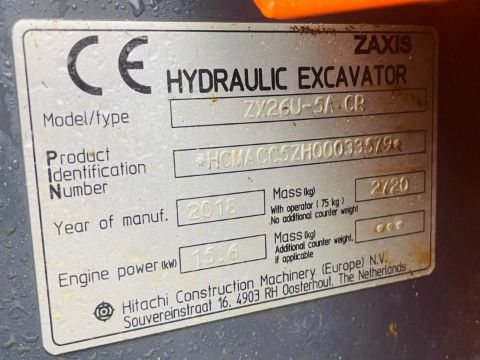 ZAXIS
CE HYDRAULIC EXCAVATOR
Model/type ZX26U-5A CR
Product
Identification
Number
Year of manuf. 2018
Mass (kg) 2720
With operator (75 kg)
No additional counter weight
Engine power (kW) 15.6
Mass (kg) ***
Additional counter weight,
if applicable
Hitachi Construction Machinery (Europe) N.V.
Souvereinstraat 16, 4903 RH Oosterhout, The Netherlands